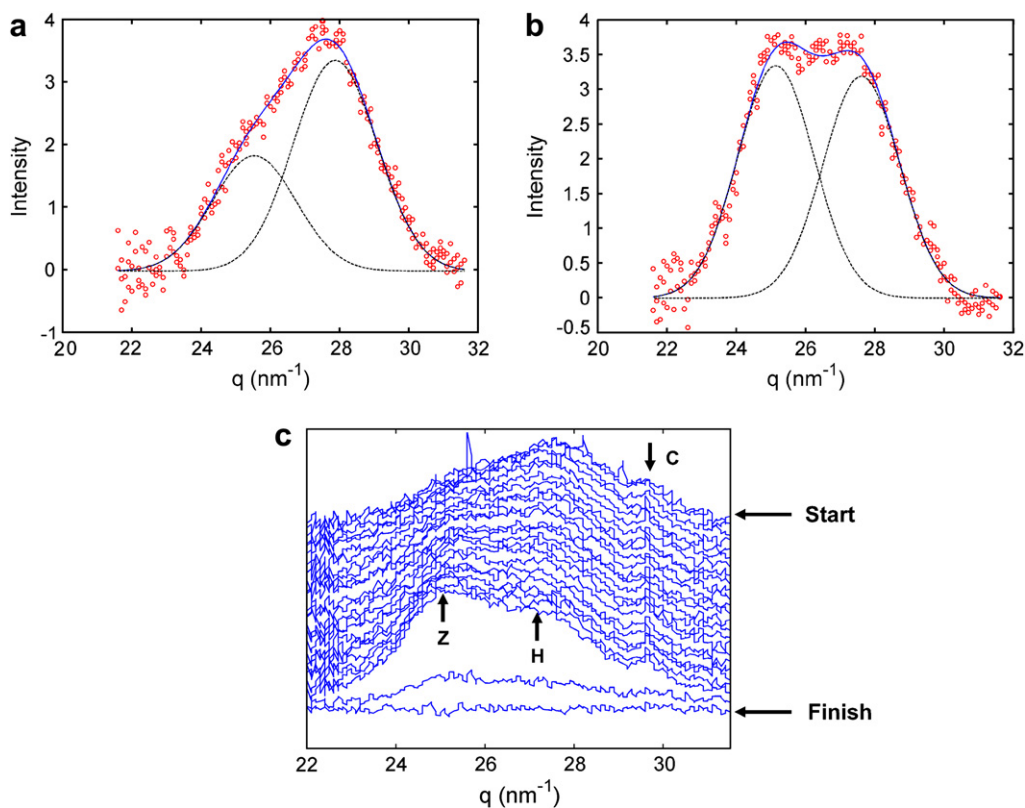 a
Intensity
4
3
2
1
0
-1
20 22 24 26 28 30 32
q (nm⁻¹)
b
Intensity
4
3.5
3
2.5
2
1.5
1
0.5
0
-0.5
20 22 24 26 28 30 32
q (nm⁻¹)
c
C
Start
Z
H
Finish
22 24 26 28 30
q (nm⁻¹)